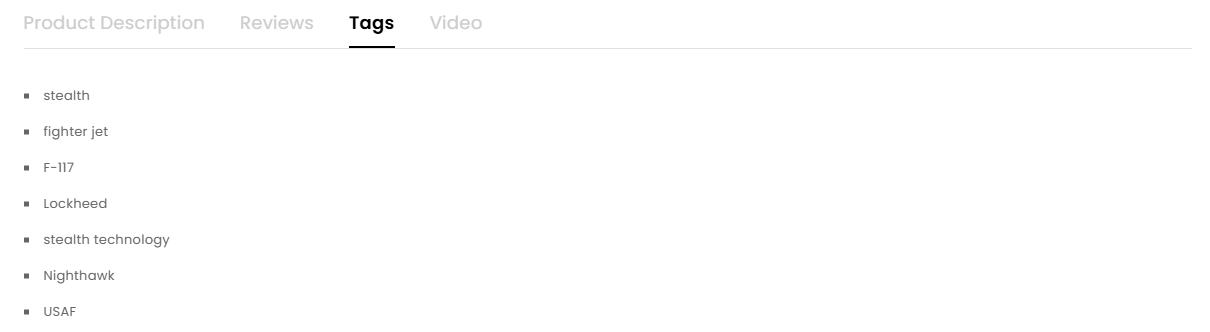 Product Description Reviews Tags Video
stealth
fighter jet
F-117
Lockheed
stealth technology
Nighthawk
USAF